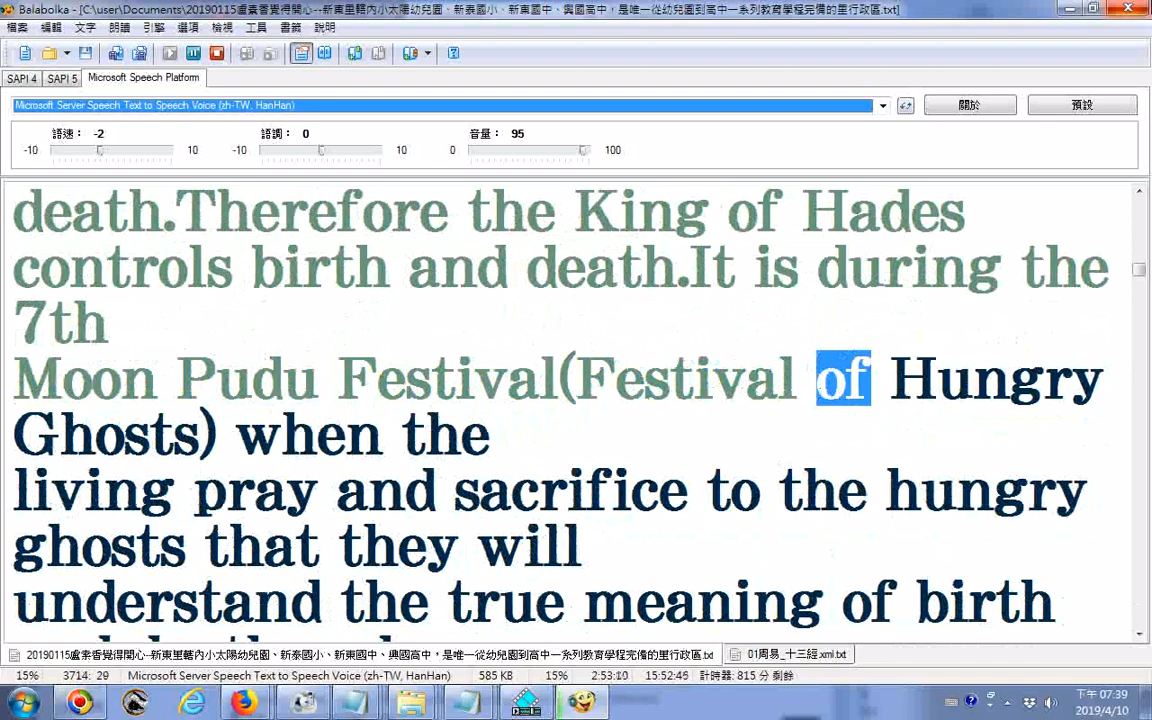 Balabolka - [C:\user\Documents\20190115盧素香覺得開心--新東里轄內小太陽幼兒園、新泰國小、新東國中、興國高中，是唯一從幼兒園到高中一系列教育學程完備的里行政區.txt]
檔案 編輯 文字 朗讀 引擎 選項 檢視 工具 書簽 說明
SAPI 4 SAPI 5 Microsoft Speech Platform
Microsoft Server Speech Text to Speech Voice (zh-TW, HanHan) 關於 預設
語速： -2 語調： 0 音量： 95
-10 10 -10 10 0 100
death.Therefore the King of Hades
controls birth and death.It is during the
7th
Moon Pudu Festival(Festival of Hungry
Ghosts) when the
living pray and sacrifice to the hungry
ghosts that they will
understand the true meaning of birth
20190115盧素香覺得開心--新東里轄內小太陽幼兒園、新泰國小、新東國中、興國高中，是唯一從幼兒園到高中一系列教育學程完備的里行政區.txt 01周易_十三經.xml.txt
15% 3714: 29 Microsoft Server Speech Text to Speech Voice (zh-TW, HanHan) 585 KB 15% 2:53:10 15:52:46 計時器: 815 分 剩餘
下午 07:39
2019/4/10